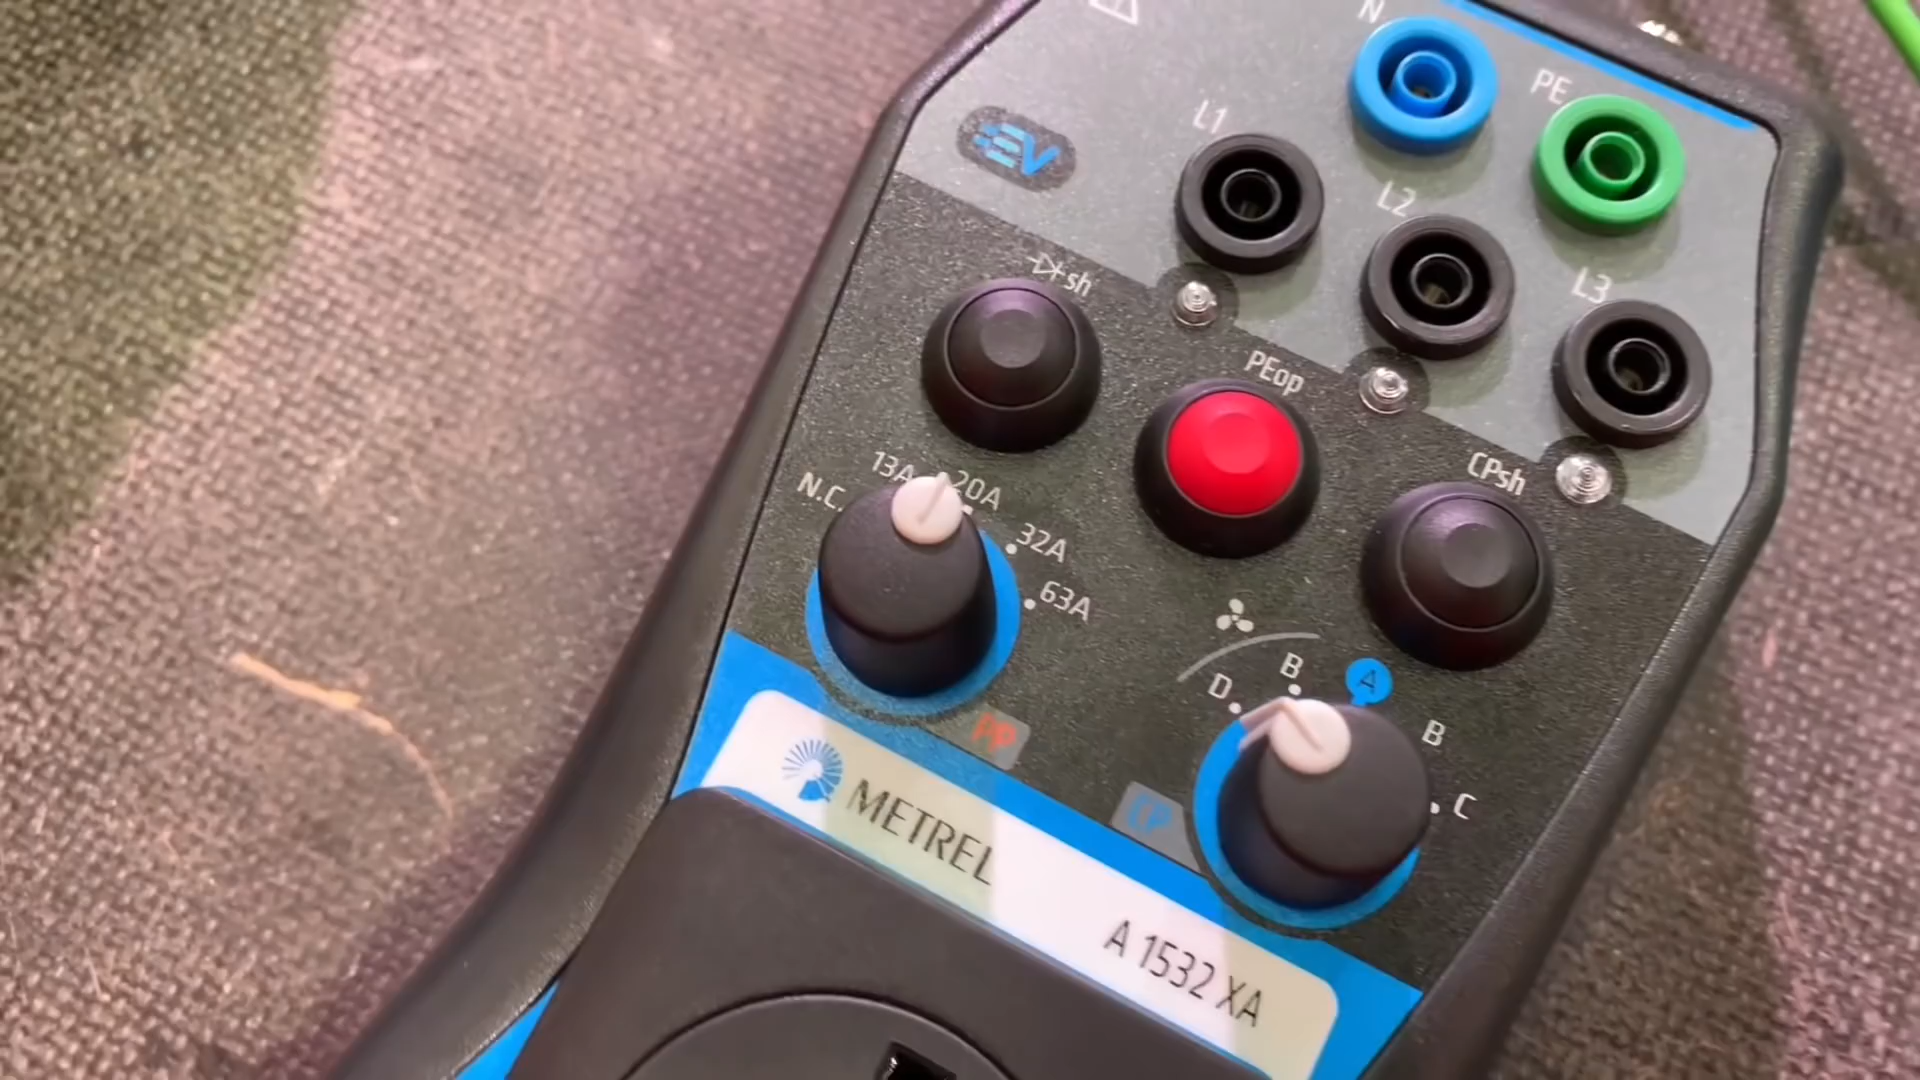 N
PE
L1
EV
L2
L3
sh
PEop
CPsh
13A
20A
N.C.
32A
63A
B
A
D
B
PP
C
CP
METREL
A 1532 XA